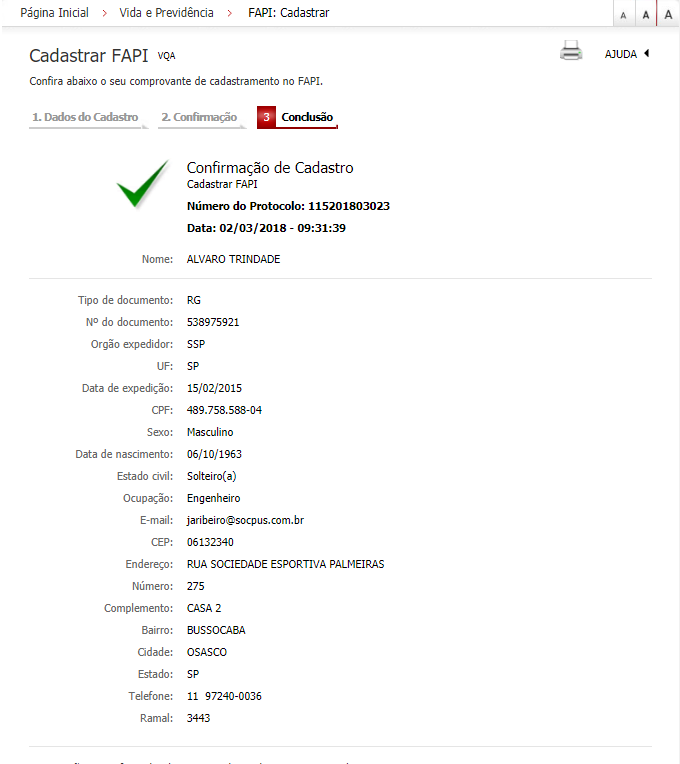 Página Inicial > Vida e Previdência > FAPI: Cadastrar A A A
Cadastrar FAPI VQA
AJUDA
Confira abaixo o seu comprovante de cadastramento no FAPI.
1. Dados do Cadastro 2. Confirmação 3 Conclusão
Confirmação de Cadastro
Cadastrar FAPI
Número do Protocolo: 115201803023
Data: 02/03/2018 - 09:31:39
Nome: ALVARO TRINDADE
Tipo de documento: RG
Nº do documento: 538975921
Orgão expedidor: SSP
UF: SP
Data de expedição: 15/02/2015
CPF: 489.758.588-04
Sexo: Masculino
Data de nascimento: 06/10/1963
Estado civil: Solteiro(a)
Ocupação: Engenheiro
E-mail: jaribeiro@socpus.com.br
CEP: 06132340
Endereço: RUA SOCIEDADE ESPORTIVA PALMEIRAS
Número: 275
Complemento: CASA 2
Bairro: BUSSOCABA
Cidade: OSASCO
Estado: SP
Telefone: 11 97240-0036
Ramal: 3443